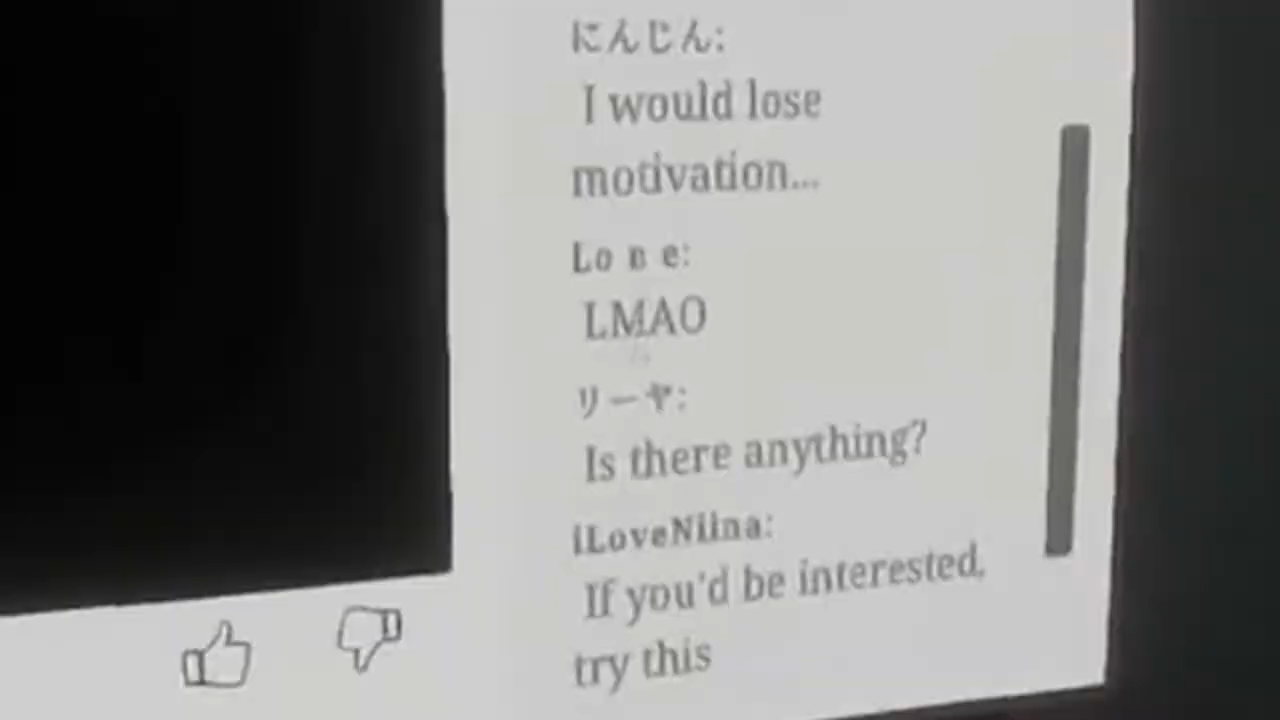 にんじん:
I would lose
motivation...
Lo n e:
LMAO
リーヤ:
Is there anything?
iLoveNiina:
If you'd be interested,
try this